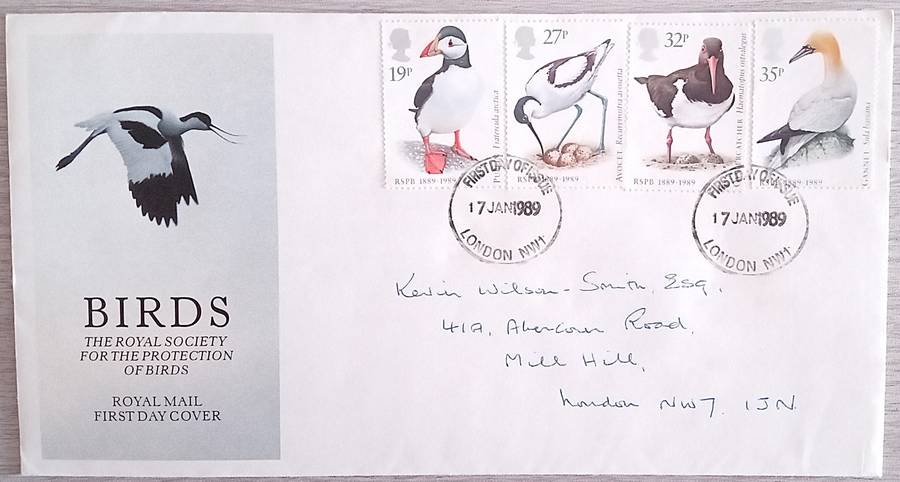 19P
27P
32P
35P
Fratercula arctica
AVOCET Recurvirostra avosetta
Haematopus ostralegus
GANNET Sula bassana
RSPB 1889-1989
RSPB 1889-1989
RSPB 1889-1989
FIRST DAY OF ISSUE
17 JAN 1989
LONDON NW1
FIRST DAY OF ISSUE
17 JAN 1989
LONDON NW1
BIRDS
THE ROYAL SOCIETY
FOR THE PROTECTION
OF BIRDS
ROYAL MAIL
FIRST DAY COVER
Kevin Wilson-Smith, Esq,
41A, Abercorn Road,
Mill Hill,
London NW7. 1JN.